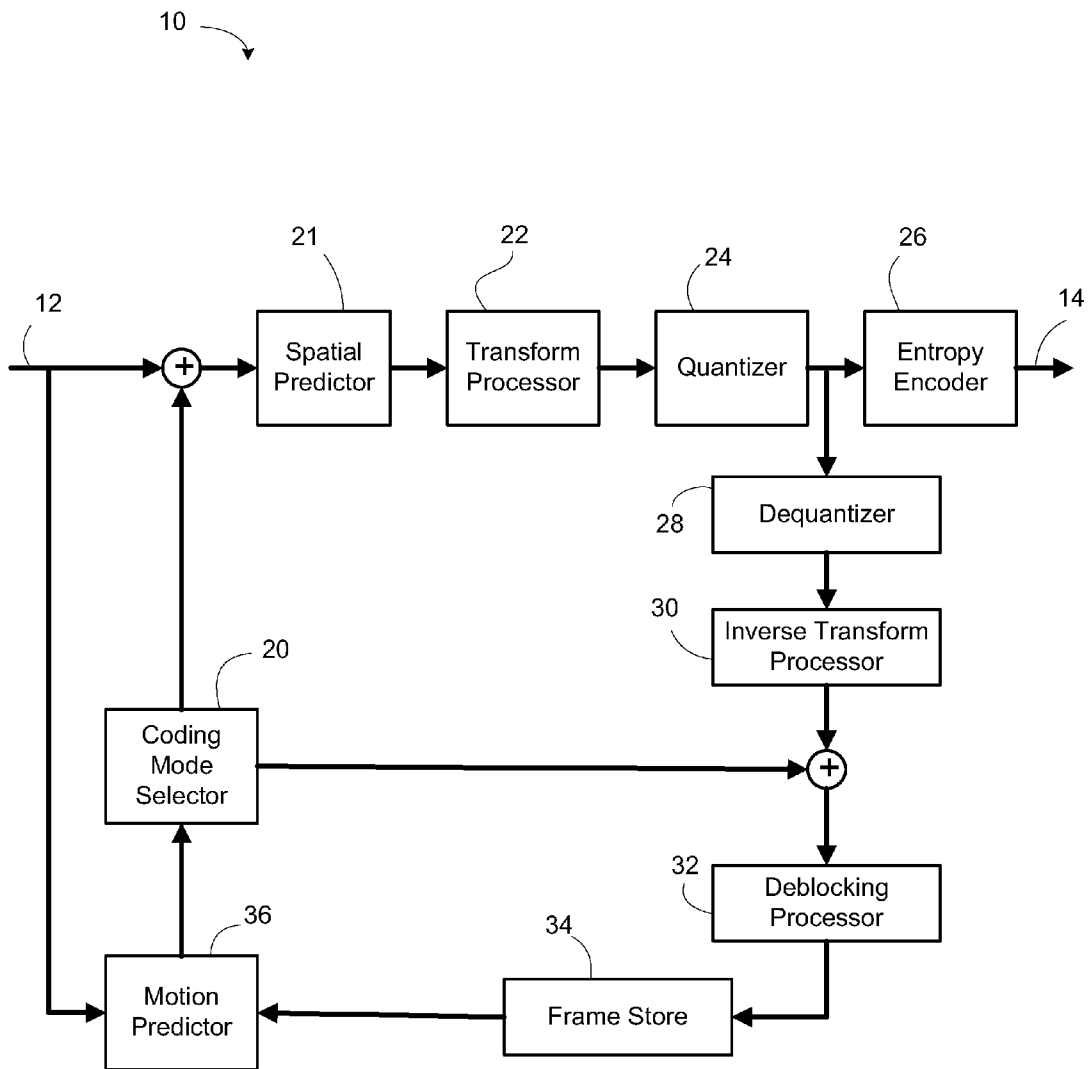 10
21
22
24
26
12
14
+
Spatial
Predictor
Transform
Processor
Quantizer
Entropy
Encoder
28
Dequantizer
30
Inverse Transform
Processor
20
Coding
Mode
Selector
+
32
Deblocking
Processor
36
34
Motion
Predictor
Frame Store